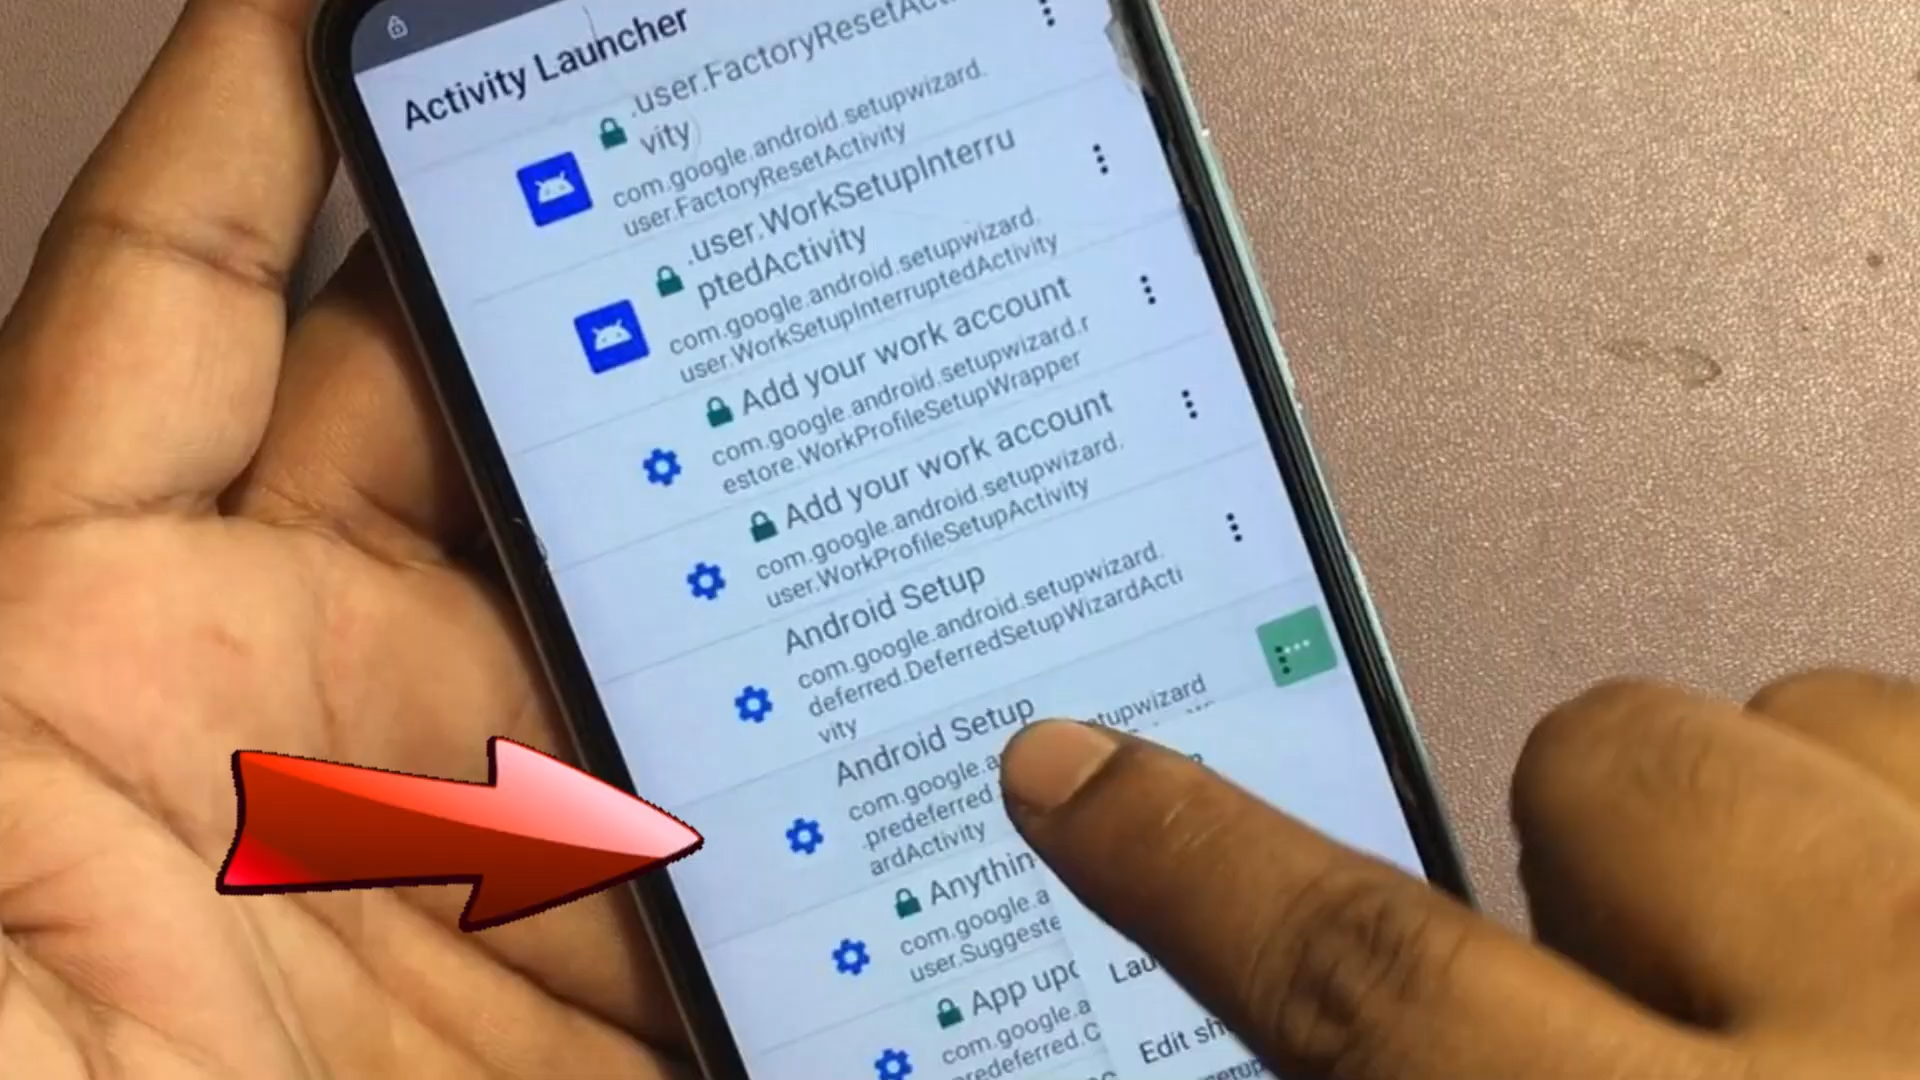 Activity Launcher
.user.FactoryResetActi
vity
com.google.android.setupwizard.
user.FactoryResetActivity
.user.WorkSetupInterru
ptedActivity
com.google.android.setupwizard.
user.WorkSetupInterruptedActivity
Add your work account
com.google.android.setupwizard.r
estore.WorkProfileSetupWrapper
Add your work account
com.google.android.setupwizard.
user.WorkProfileSetupActivity
Android Setup
com.google.android.setupwizard.
deferred.DeferredSetupWizardActi
vity
Android Setup
com.google.a
etupwizard
.predeferred.
ardActivity
Anythin
com.google.a
user.Suggeste
App upd
com.google.a
predeferred.C
Lau
Edit sh
setup